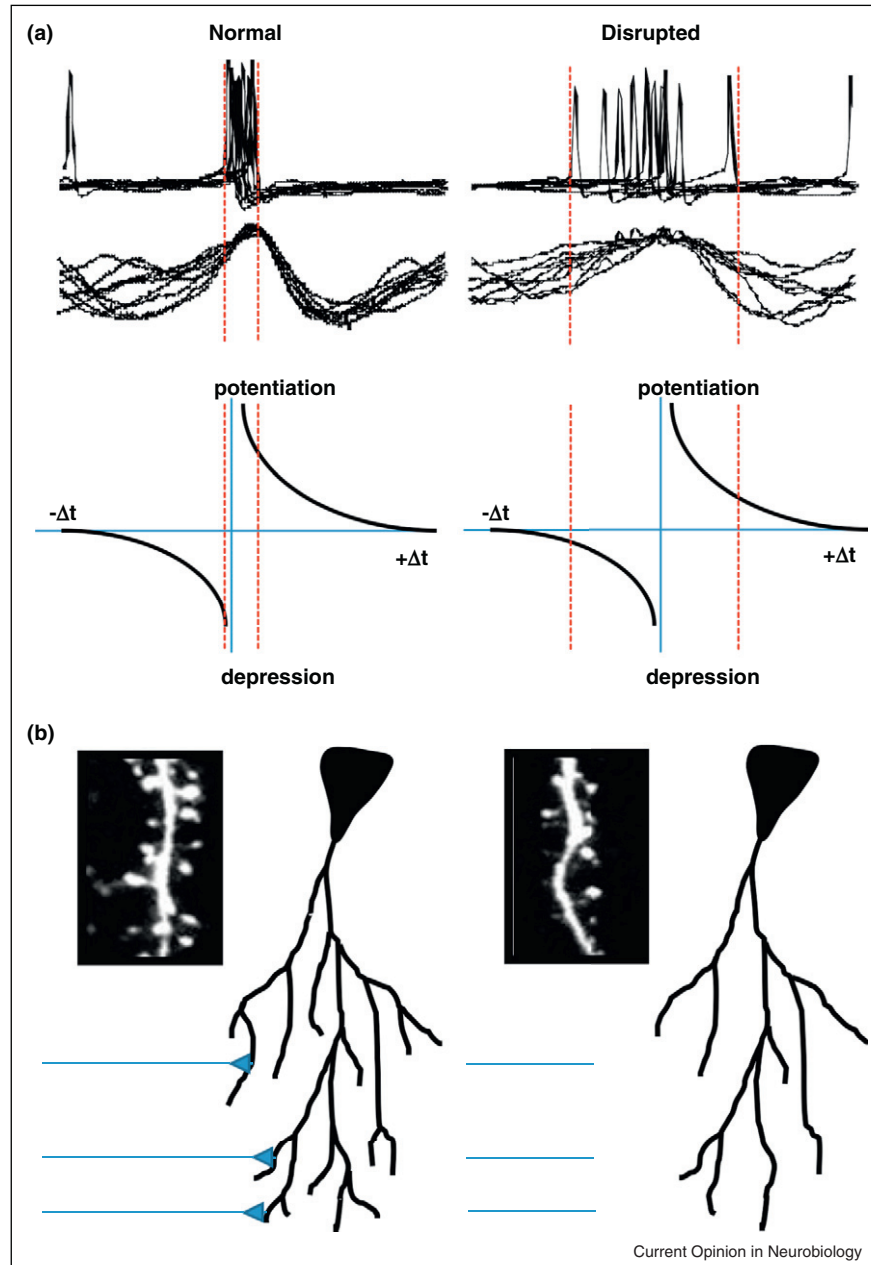 (a)
Normal
Disrupted
potentiation
potentiation
-Δt
-Δt
+Δt
+Δt
depression
depression
(b)
Current Opinion in Neurobiology